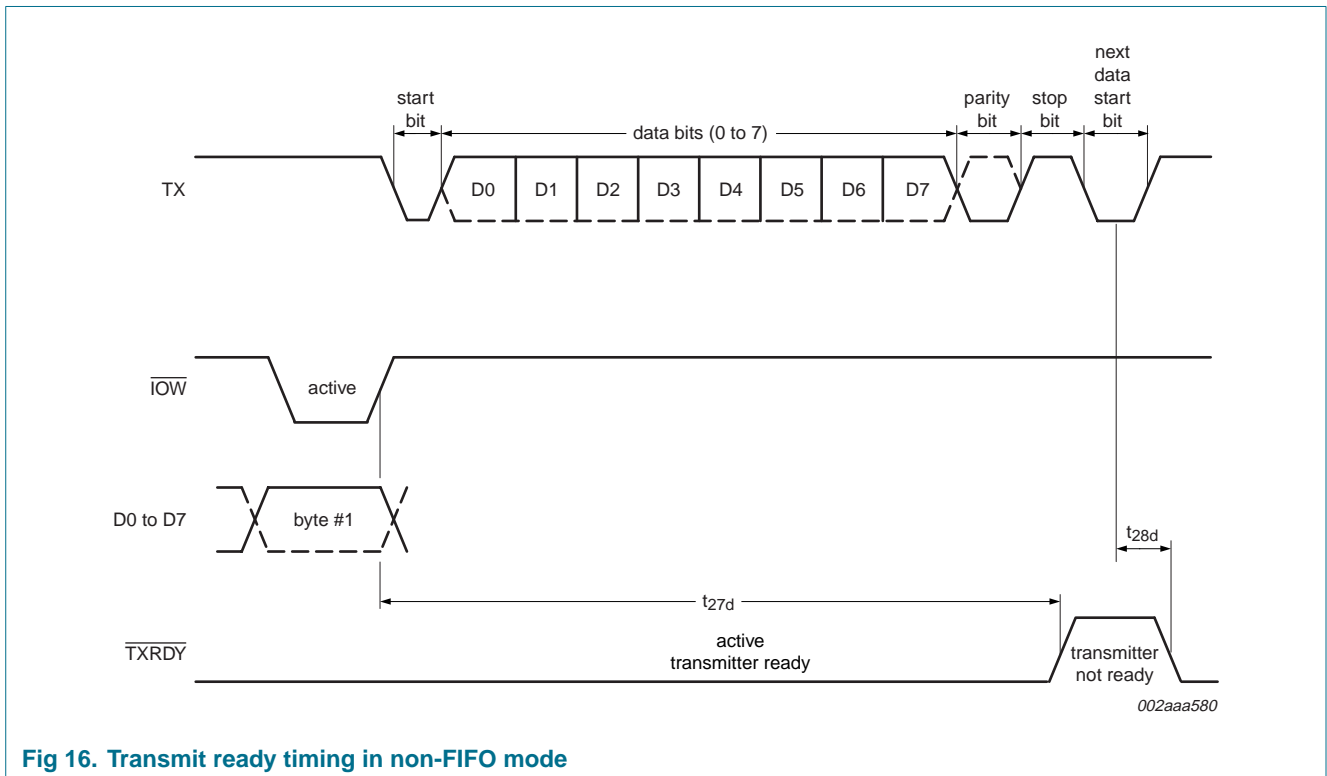 next
data
start
bit
start
bit
parity
bit
stop
bit
data bits (0 to 7)
TX
D0 D1 D2 D3 D4 D5 D6 D7
IOW
active
D0 to D7
byte #1
t28d
t27d
TXRDY
active
transmitter ready
transmitter
not ready
002aaa580
Fig 16. Transmit ready timing in non-FIFO mode